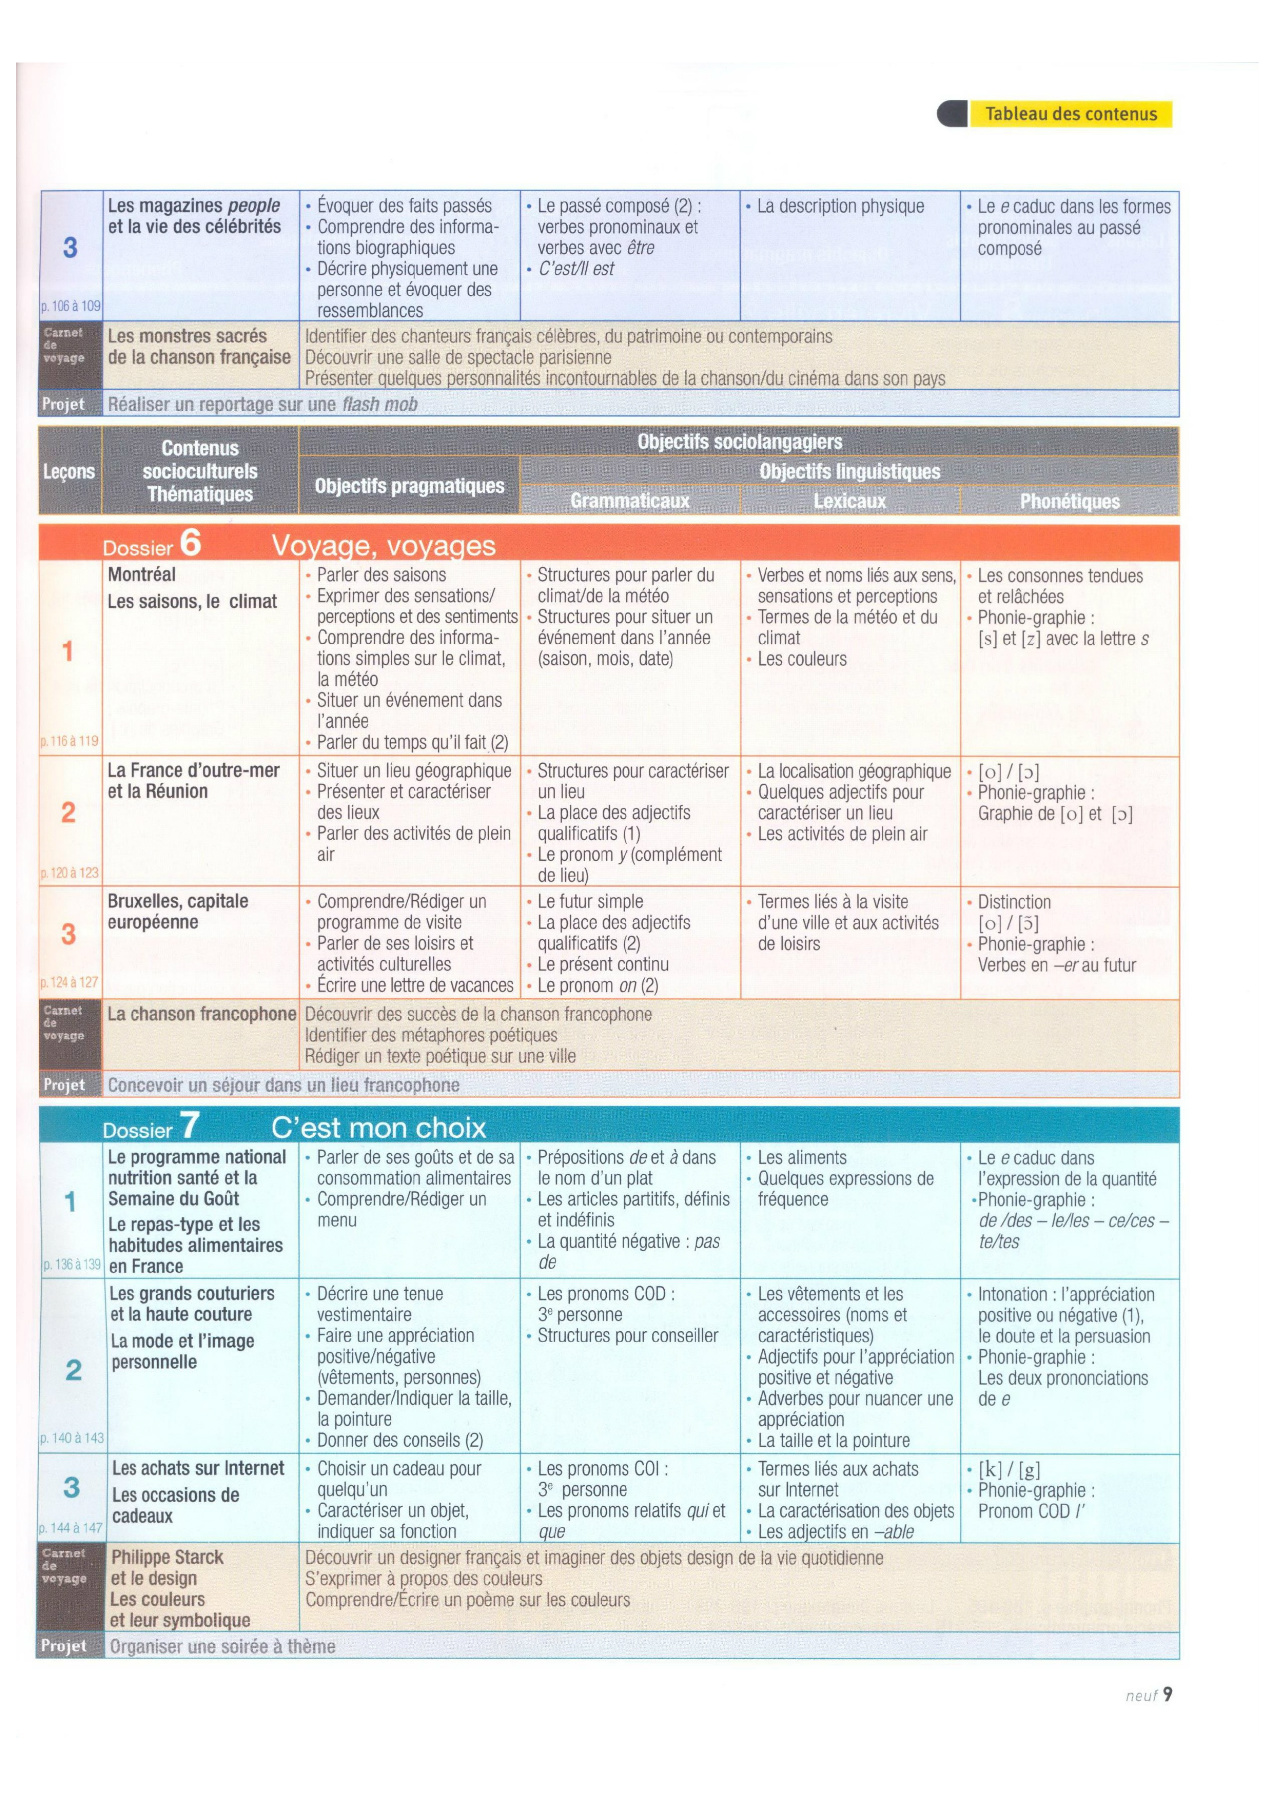 Tableau des contenus
3
p. 106 à 109
Les magazines people
et la vie des célébrités
• Évoquer des faits passés
• Comprendre des informa-
tions biographiques
• Décrire physiquement une
personne et évoquer des
ressemblances
• Le passé composé (2) :
verbes pronominaux et
verbes avec être
• C'est/Il est
• La description physique
• Le e caduc dans les formes
pronominales au passé
composé
Carnet
de
voyage
Les monstres sacrés
de la chanson française
Identifier des chanteurs français célèbres, du patrimoine ou contemporains
Découvrir une salle de spectacle parisienne
Présenter quelques personnalités incontournables de la chanson/du cinéma dans son pays
Projet
Réaliser un reportage sur une flash mob
Leçons
Contenus
socioculturels
Thématiques
Objectifs sociolangagiers
Objectifs pragmatiques
Objectifs linguistiques
Grammaticaux
Lexicaux
Phonétiques
Dossier 6 Voyage, voyages
1
p. 116 à 119
Montréal
Les saisons, le climat
• Parler des saisons
• Exprimer des sensations/
perceptions et des sentiments
• Comprendre des informa-
tions simples sur le climat,
la météo
• Situer un événement dans
l'année
• Parler du temps qu'il fait (2)
• Structures pour parler du
climat/de la météo
• Structures pour situer un
événement dans l'année
(saison, mois, date)
• Verbes et noms liés aux sens,
sensations et perceptions
• Termes de la météo et du
climat
• Les couleurs
• Les consonnes tendues
et relâchées
• Phonie-graphie :
[s] et [z] avec la lettre s
2
p. 120 à 123
La France d'outre-mer
et la Réunion
• Situer un lieu géographique
• Présenter et caractériser
des lieux
• Parler des activités de plein
air
• Structures pour caractériser
un lieu
• La place des adjectifs
qualificatifs (1)
• Le pronom y (complément
de lieu)
• La localisation géographique
• Quelques adjectifs pour
caractériser un lieu
• Les activités de plein air
• [o] / [ɔ]
• Phonie-graphie :
Graphie de [o] et [ɔ]
3
p. 124 à 127
Bruxelles, capitale
européenne
• Comprendre/Rédiger un
programme de visite
• Parler de ses loisirs et
activités culturelles
• Écrire une lettre de vacances
• Le futur simple
• La place des adjectifs
qualificatifs (2)
• Le présent continu
• Le pronom on (2)
• Termes liés à la visite
d'une ville et aux activités
de loisirs
• Distinction
[o] / [ɔ̃]
• Phonie-graphie :
Verbes en –er au futur
Carnet
de
voyage
La chanson francophone
Découvrir des succès de la chanson francophone
Identifier des métaphores poétiques
Rédiger un texte poétique sur une ville
Projet
Concevoir un séjour dans un lieu francophone
Dossier 7 C'est mon choix
1
p. 136 à 139
Le programme national
nutrition santé et la
Semaine du Goût
Le repas-type et les
habitudes alimentaires
en France
• Parler de ses goûts et de sa
consommation alimentaires
• Comprendre/Rédiger un
menu
• Prépositions de et à dans
le nom d'un plat
• Les articles partitifs, définis
et indéfinis
• La quantité négative : pas
de
• Les aliments
• Quelques expressions de
fréquence
• Le e caduc dans
l'expression de la quantité
•Phonie-graphie :
de /des – le/les – ce/ces –
te/tes
2
p. 140 à 143
Les grands couturiers
et la haute couture
La mode et l'image
personnelle
• Décrire une tenue
vestimentaire
• Faire une appréciation
positive/négative
(vêtements, personnes)
• Demander/Indiquer la taille,
la pointure
• Donner des conseils (2)
• Les pronoms COD :
3e personne
• Structures pour conseiller
• Les vêtements et les
accessoires (noms et
caractéristiques)
• Adjectifs pour l'appréciation
positive et négative
• Adverbes pour nuancer une
appréciation
• La taille et la pointure
• Intonation : l'appréciation
positive ou négative (1),
le doute et la persuasion
• Phonie-graphie :
Les deux prononciations
de e
3
p. 144 à 147
Les achats sur Internet
Les occasions de
cadeaux
• Choisir un cadeau pour
quelqu'un
• Caractériser un objet,
indiquer sa fonction
• Les pronoms COI :
3e personne
• Les pronoms relatifs qui et
que
• Termes liés aux achats
sur Internet
• La caractérisation des objets
• Les adjectifs en –able
• [k] / [g]
• Phonie-graphie :
Pronom COD l'
Carnet
de
voyage
Philippe Starck
et le design
Les couleurs
et leur symbolique
Découvrir un designer français et imaginer des objets design de la vie quotidienne
S'exprimer à propos des couleurs
Comprendre/Écrire un poème sur les couleurs
Projet
Organiser une soirée à thème
neuf 9